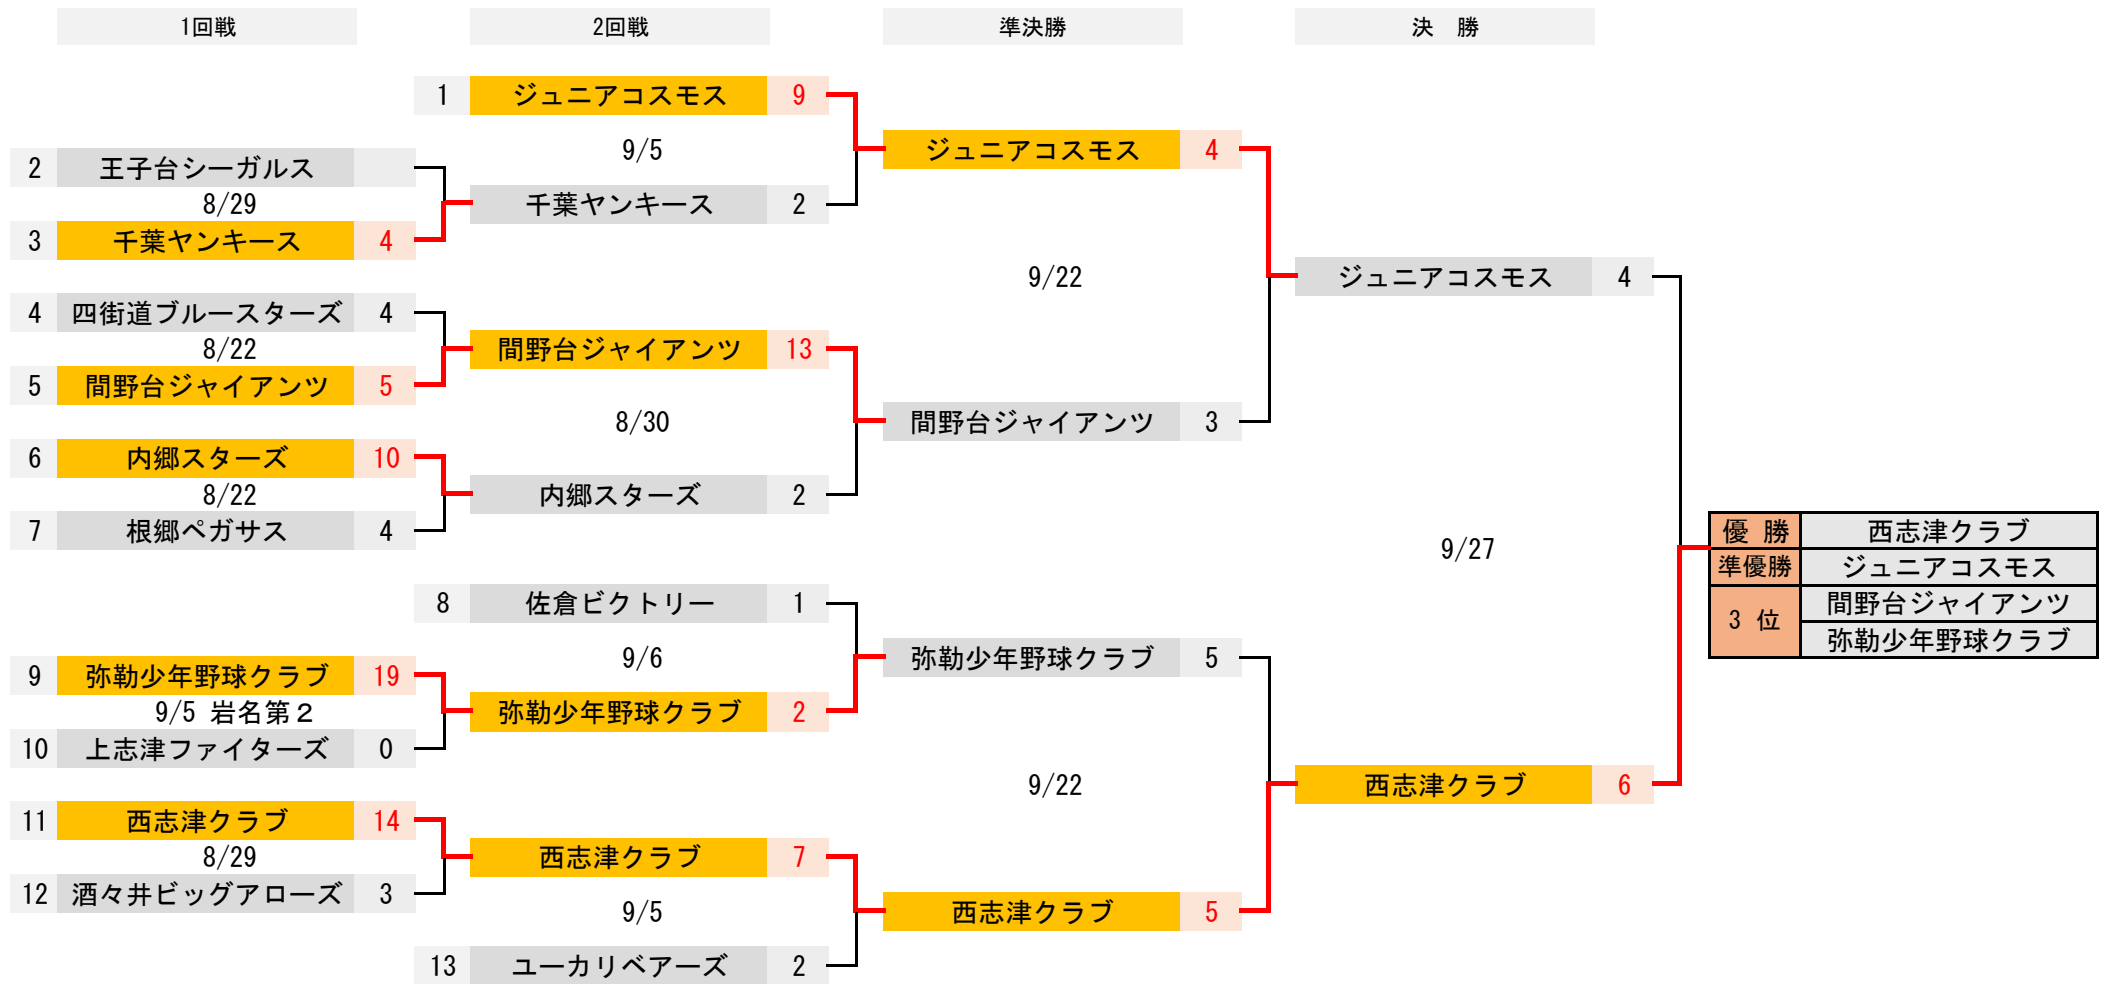 1回戦
2回戦
準決勝
決　勝
1 ジュニアコスモス 9
9/5
2 王子台シーガルス
8/29
3 千葉ヤンキース 4
千葉ヤンキース 2
ジュニアコスモス 4
9/22
4 四街道ブルースターズ 4
8/22
5 間野台ジャイアンツ 5
間野台ジャイアンツ 13
8/30
6 内郷スターズ 10
8/22
7 根郷ペガサス 4
内郷スターズ 2
間野台ジャイアンツ 3
ジュニアコスモス 4
9/27
8 佐倉ビクトリー 1
9/6
9 弥勒少年野球クラブ 19
9/5 岩名第２
10 上志津ファイターズ 0
弥勒少年野球クラブ 2
弥勒少年野球クラブ 5
9/22
11 西志津クラブ 14
8/29
12 酒々井ビッグアローズ 3
西志津クラブ 7
9/5
13 ユーカリベアーズ 2
西志津クラブ 5
西志津クラブ 6
優 勝 西志津クラブ
準優勝 ジュニアコスモス
3 位 間野台ジャイアンツ
弥勒少年野球クラブ